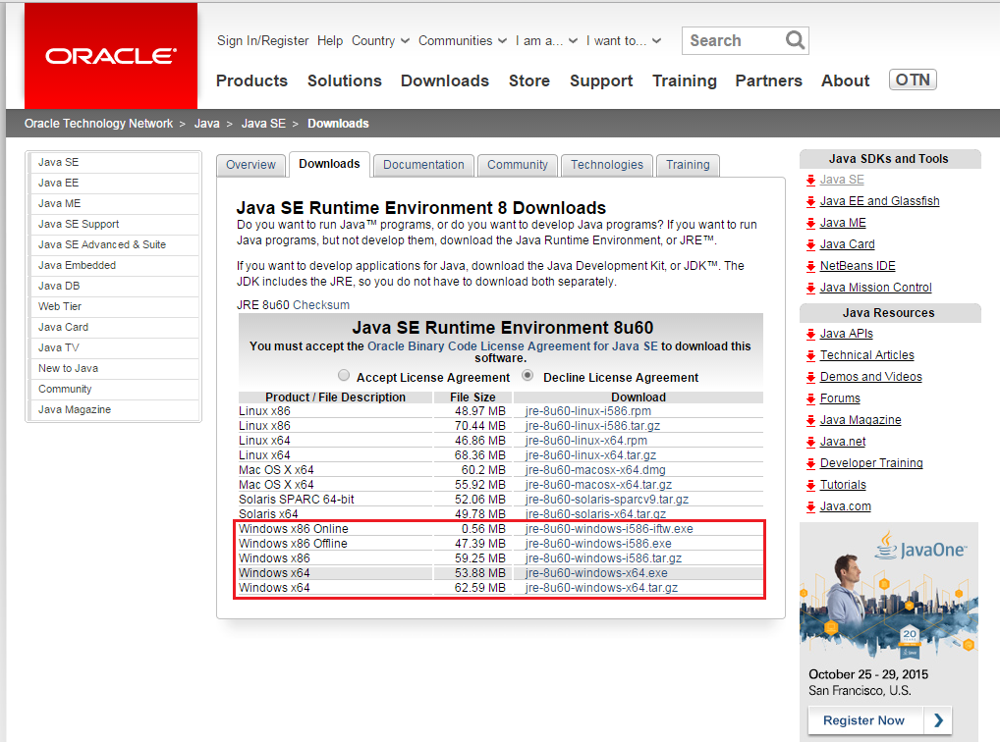 ORACLE
Sign In/Register Help Country Communities I am a... I want to... Search
Products Solutions Downloads Store Support Training Partners About OTN
Oracle Technology Network > Java > Java SE > Downloads
Java SE
Java EE
Java ME
Java SE Support
Java SE Advanced & Suite
Java Embedded
Java DB
Web Tier
Java Card
Java TV
New to Java
Community
Java Magazine
Overview Downloads Documentation Community Technologies Training
Java SE Runtime Environment 8 Downloads
Do you want to run Java™ programs, or do you want to develop Java programs? If you want to run
Java programs, but not develop them, download the Java Runtime Environment, or JRE™.
If you want to develop applications for Java, download the Java Development Kit, or JDK™. The
JDK includes the JRE, so you do not have to download both separately.
JRE 8u60 Checksum
Java SE Runtime Environment 8u60
You must accept the Oracle Binary Code License Agreement for Java SE to download this
software.
Accept License Agreement Decline License Agreement
Product / File Description File Size Download
Linux x86 48.97 MB jre-8u60-linux-i586.rpm
Linux x86 70.44 MB jre-8u60-linux-i586.tar.gz
Linux x64 46.86 MB jre-8u60-linux-x64.rpm
Linux x64 68.36 MB jre-8u60-linux-x64.tar.gz
Mac OS X x64 60.2 MB jre-8u60-macosx-x64.dmg
Mac OS X x64 55.92 MB jre-8u60-macosx-x64.tar.gz
Solaris SPARC 64-bit 52.06 MB jre-8u60-solaris-sparcv9.tar.gz
Solaris x64 49.78 MB jre-8u60-solaris-x64.tar.gz
Windows x86 Online 0.56 MB jre-8u60-windows-i586-iftw.exe
Windows x86 Offline 47.39 MB jre-8u60-windows-i586.exe
Windows x86 59.25 MB jre-8u60-windows-i586.tar.gz
Windows x64 53.88 MB jre-8u60-windows-x64.exe
Windows x64 62.59 MB jre-8u60-windows-x64.tar.gz
Java SDKs and Tools
Java SE
Java EE and Glassfish
Java ME
Java Card
NetBeans IDE
Java Mission Control
Java Resources
Java APIs
Technical Articles
Demos and Videos
Forums
Java Magazine
Java.net
Developer Training
Tutorials
Java.com
JavaOne™
20
October 25 - 29, 2015
San Francisco, U.S.
Register Now